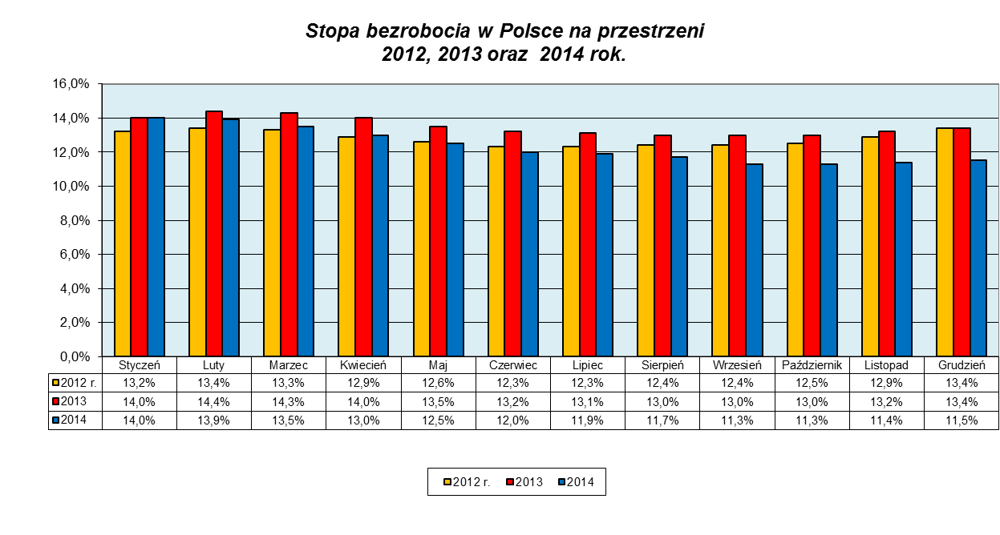 Stopa bezrobocia w Polsce na przestrzeni
2012, 2013 oraz  2014 rok.
16,0%
14,0%
12,0%
10,0%
8,0%
6,0%
4,0%
2,0%
0,0%
Styczeń Luty Marzec Kwiecień Maj Czerwiec Lipiec Sierpień Wrzesień Październik Listopad Grudzień
2012 r. 13,2% 13,4% 13,3% 12,9% 12,6% 12,3% 12,3% 12,4% 12,4% 12,5% 12,9% 13,4%
2013 14,0% 14,4% 14,3% 14,0% 13,5% 13,2% 13,1% 13,0% 13,0% 13,0% 13,2% 13,4%
2014 14,0% 13,9% 13,5% 13,0% 12,5% 12,0% 11,9% 11,7% 11,3% 11,3% 11,4% 11,5%
2012 r. 2013 2014